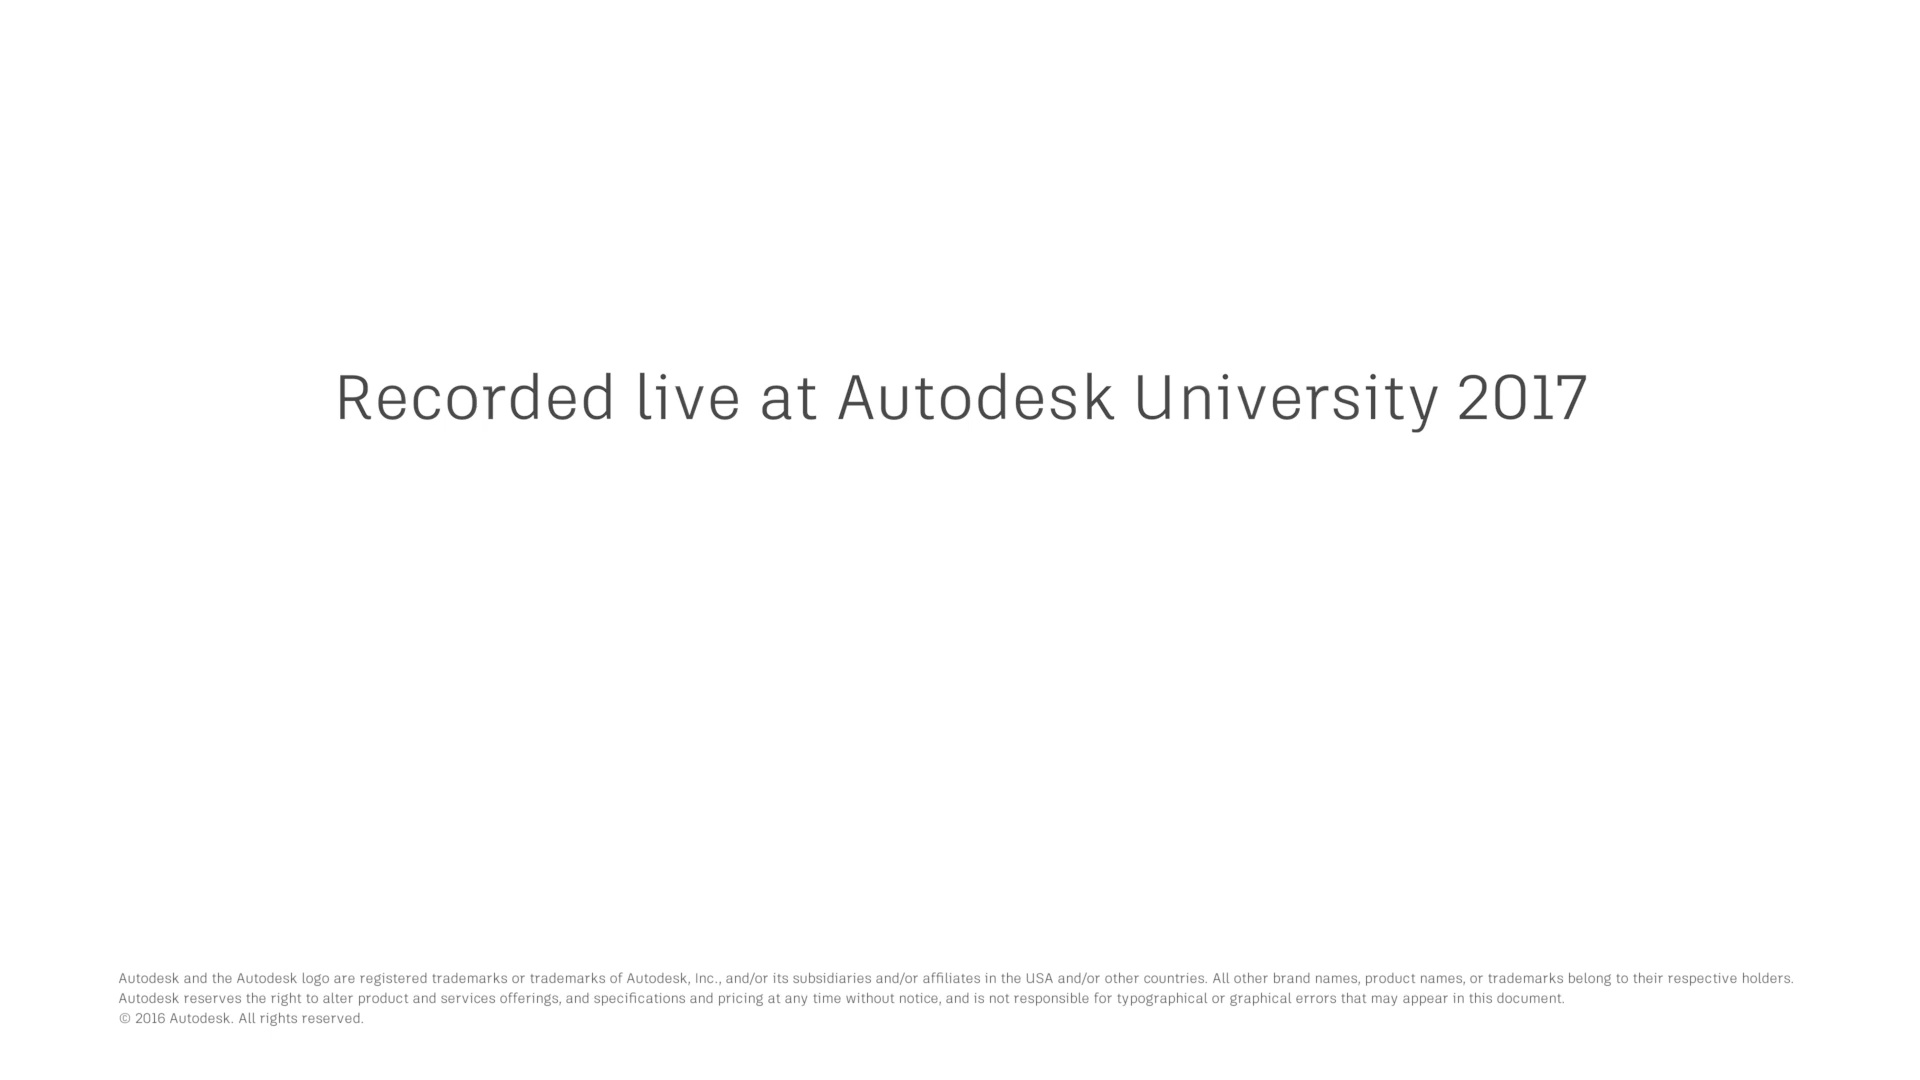 Recorded live at Autodesk University 2017
Autodesk and the Autodesk logo are registered trademarks or trademarks of Autodesk, Inc., and/or its subsidiaries and/or affiliates in the USA and/or other countries. All other brand names, product names, or trademarks belong to their respective holders.
Autodesk reserves the right to alter product and services offerings, and specifications and pricing at any time without notice, and is not responsible for typographical or graphical errors that may appear in this document.
© 2016 Autodesk. All rights reserved.